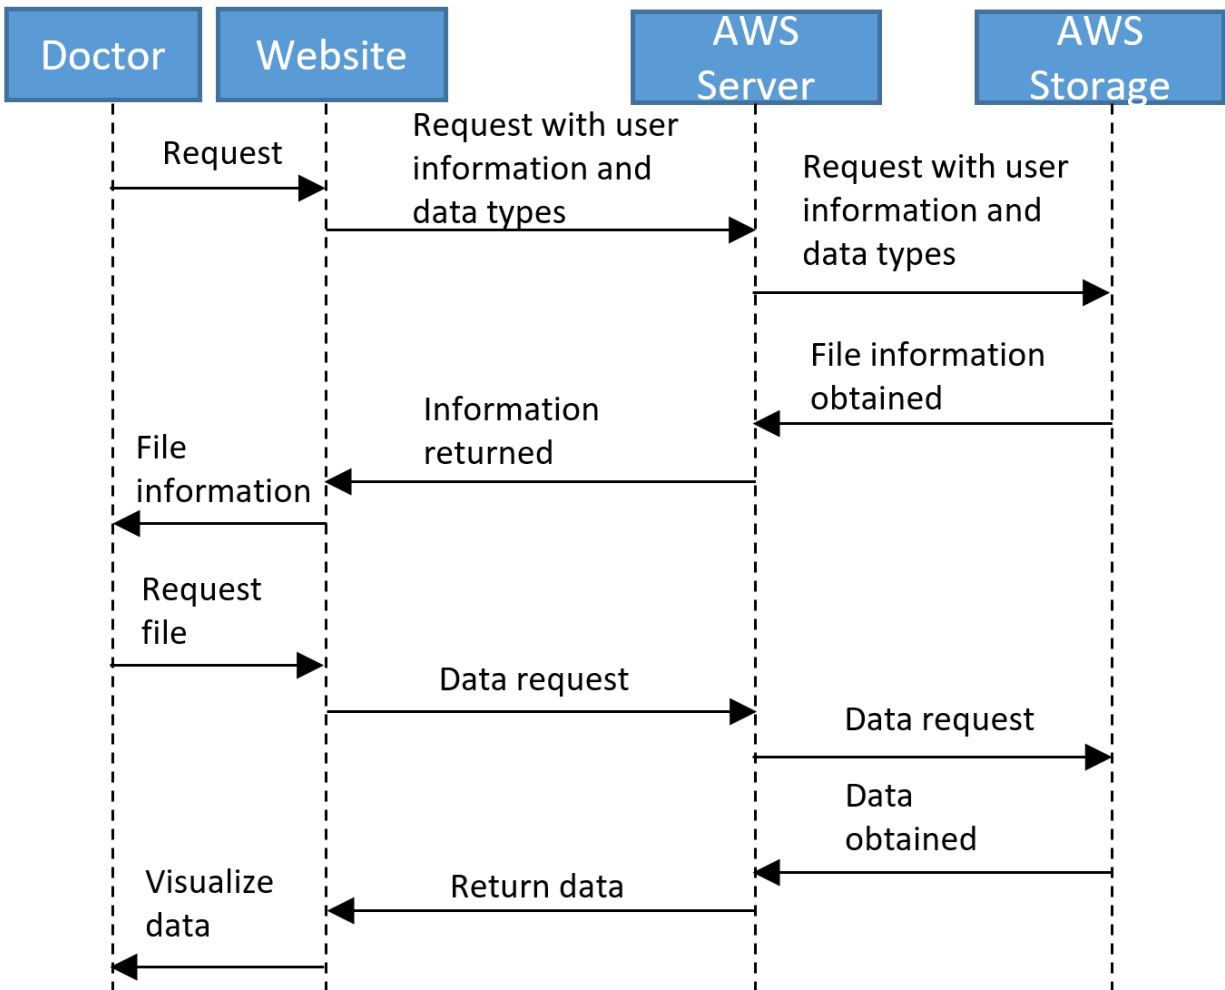 Doctor
Website
AWS
Server
AWS
Storage
Request
Request with user
information and
data types
Request with user
information and
data types
File information
obtained
Information
returned
File
information
Request
file
Data request
Data request
Data
obtained
Return data
Visualize
data